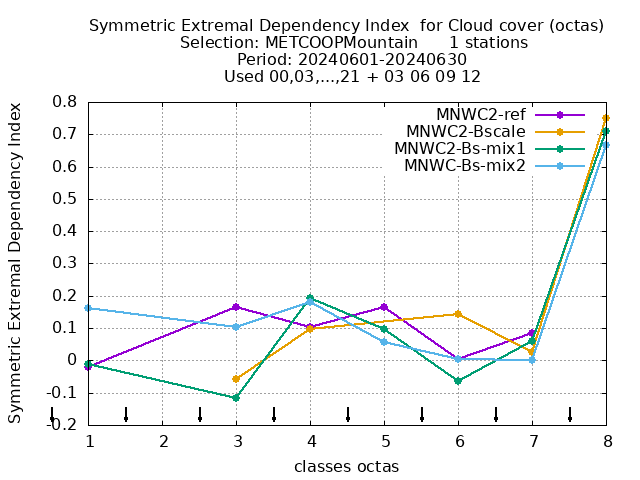 Symmetric Extremal Dependency Index  for Cloud cover (octas)
Selection: METCOOPMountain      1 stations
Period: 20240601-20240630
Used 00,03,...,21 + 03 06 09 12
MNWC2-ref
MNWC2-Bscale
MNWC2-Bs-mix1
MNWC-Bs-mix2
Symmetric Extremal Dependency Index
0.8
0.7
0.6
0.5
0.4
0.3
0.2
0.1
0
-0.1
-0.2
1 2 3 4 5 6 7 8
classes octas